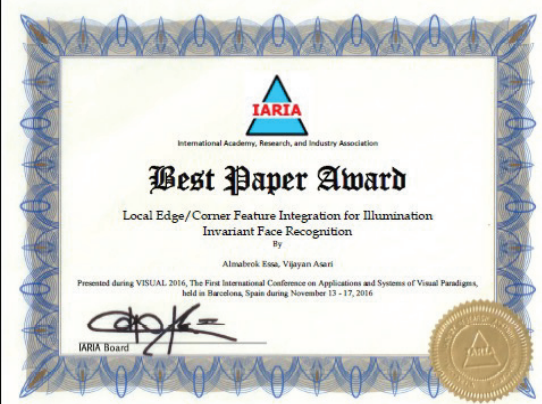 IARIA
International Academy, Research, and Industry Association
Best Paper Award
Local Edge/Corner Feature Integration for Illumination
Invariant Face Recognition
By
Almabrok Essa, Vijayan Asari
Presented during VISUAL 2016, The First International Conference on Applications and Systems of Visual Paradigms,
held in Barcelona, Spain during November 13 - 17, 2016
IARIA Board
IARIA